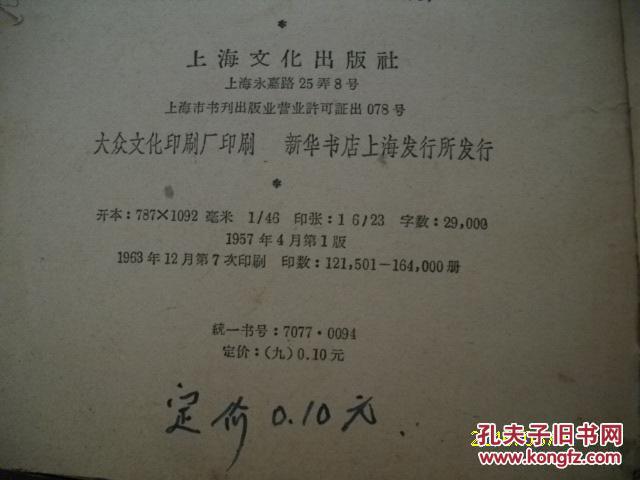 *
上海文化出版社
上海永嘉路25弄8号
上海市书刊出版业营业許可証出078号
大众文化印刷厂印刷 新华书店上海发行所发行
*
开本:787×1092 毫米 1/46 印张:1 6/23 字数:29,000
1957年4月第1版
1963年12月第7次印刷 印数:121,501—164,000册
統一书号:7077·0094
定价:(九)0.10元
定价 0.10元.
孔夫子旧书网
www.kongfz.com